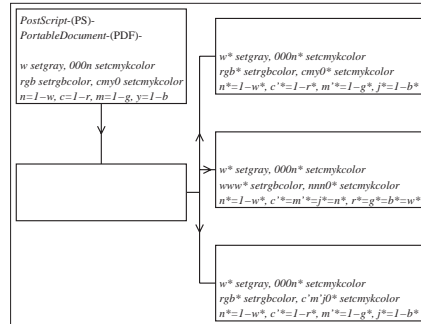 PostScript-(PS)-
PortableDocument-(PDF)-
w setgray, 000n setcmykcolor
rgb setrgbcolor, cmy0 setcmykcolor
n=1–w, c=1–r, m=1–g, y=1–b
w* setgray, 000n* setcmykcolor
rgb* setrgbcolor, cmy0* setcmykcolor
n*=1–w*, c'*=1–r*, m'*=1–g*, j*=1–b*
w* setgray, 000n* setcmykcolor
www* setrgbcolor, nnn0* setcmykcolor
n*=1–w*, c'*=m'*=j*=n*, r*=g*=b*=w*
w* setgray, 000n* setcmykcolor
rgb* setrgbcolor, c'm'j0* setcmykcolor
n*=1–w*, c'*=1–r*, m'*=1–g*, j*=1–b*